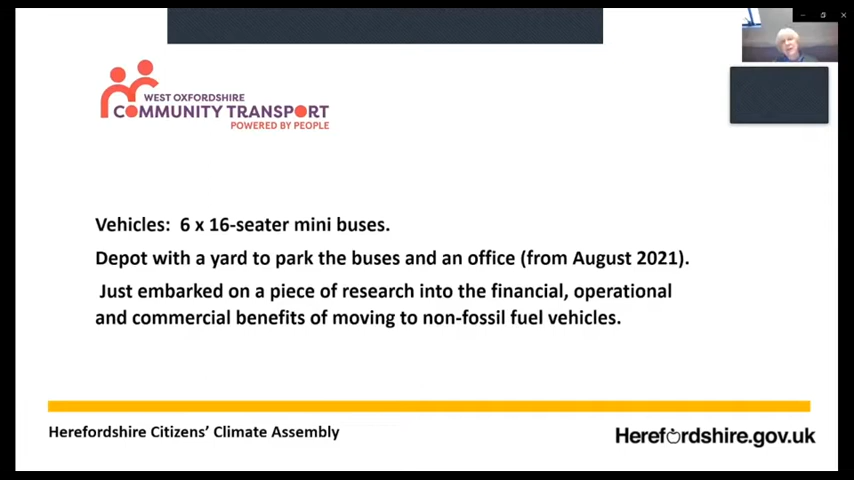 WEST OXFORDSHIRE
COMMUNITY TRANSPORT
POWERED BY PEOPLE
Vehicles: 6 x 16-seater mini buses.
Depot with a yard to park the buses and an office (from August 2021).
Just embarked on a piece of research into the financial, operational
and commercial benefits of moving to non-fossil fuel vehicles.
Herefordshire Citizens’ Climate Assembly
Herefordshire.gov.uk